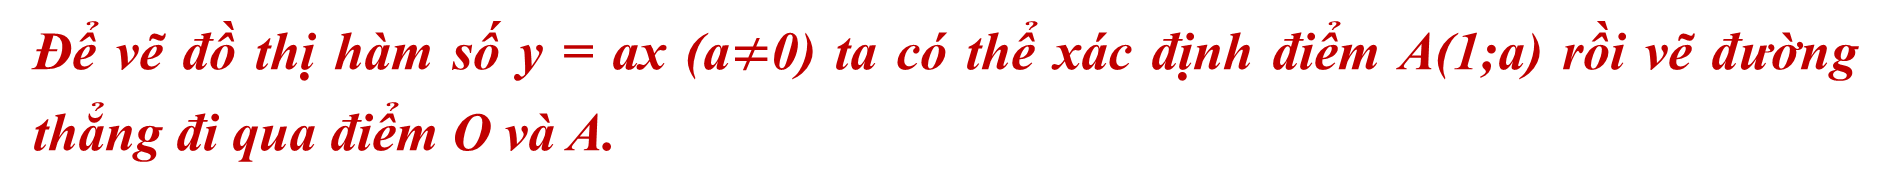 Để vẽ đồ thị hàm số y = ax (a≠0) ta có thể xác định điểm A(1;a) rồi vẽ đường
thẳng đi qua điểm O và A.